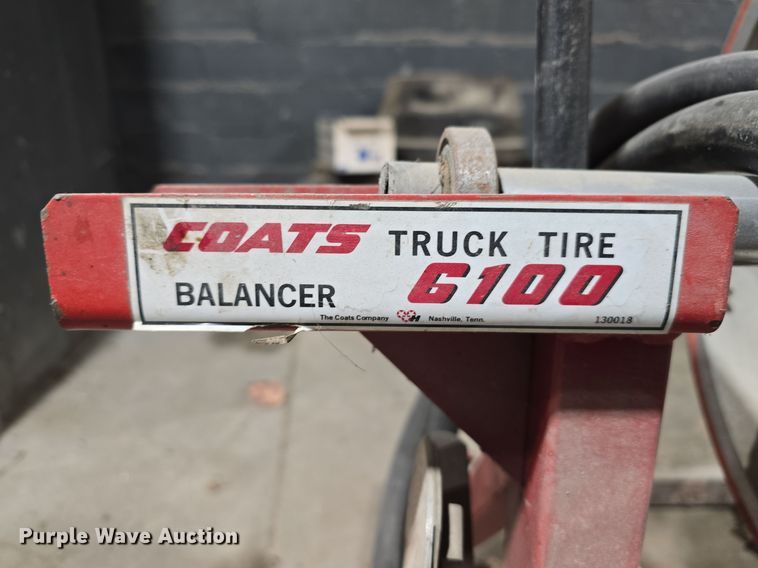 COATS TRUCK TIRE
BALANCER 6100
The Coats Company H Nashville, Tenn. 130018
Purple Wave Auction